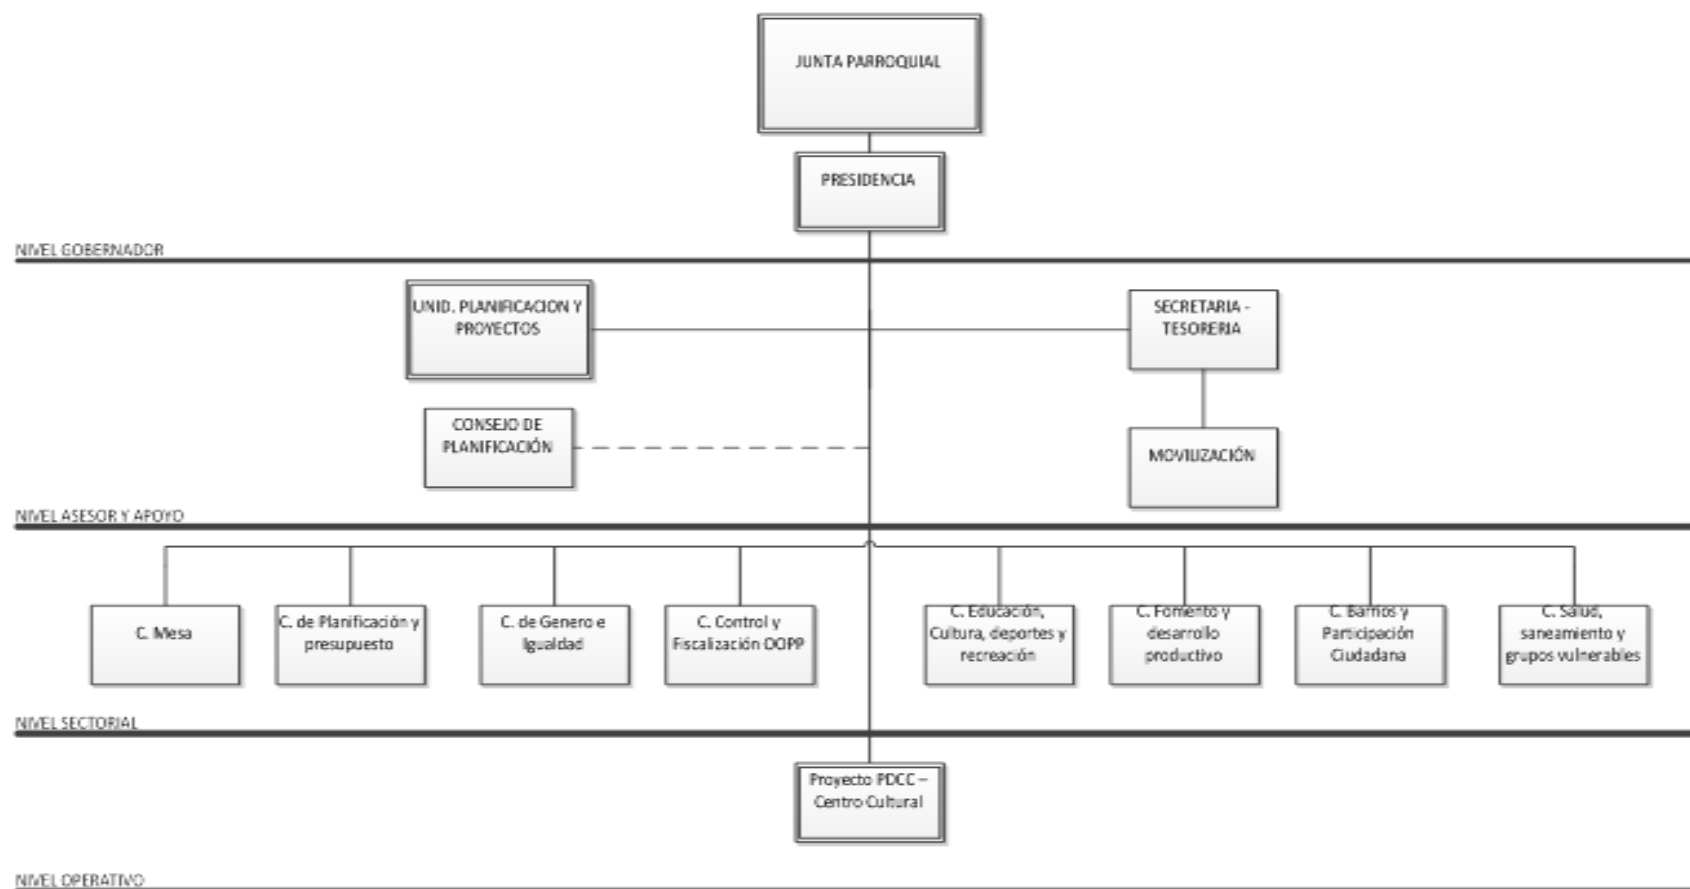 JUNTA PARROQUIAL
PRESIDENCIA
NIVEL GOBERNADOR
UNID. PLANIFICACION Y
PROYECTOS
SECRETARIA -
TESORERIA
CONSEJO DE
PLANIFICACIÓN
MOVILIZACIÓN
NIVEL ASESOR Y APOYO
C. Mesa
C. de Planificación y
presupuesto
C. de Genero e
Igualdad
C. Control y
Fiscalización OOPP
C. Educación,
Cultura, deportes y
recreación
C. Fomento y
desarrollo
productivo
C. Barrios y
Participación
Ciudadana
C. Salud,
saneamiento y
grupos vulnerables
NIVEL SECTORIAL
Proyecto PDCC –
Centro Cultural
NIVEL OPERATIVO